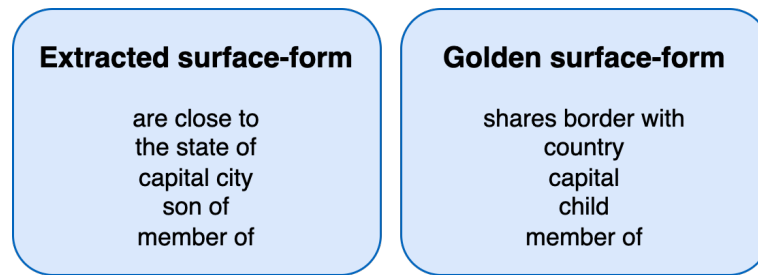 Extracted surface-form
are close to
the state of
capital city
son of
member of
Golden surface-form
shares border with
country
capital
child
member of